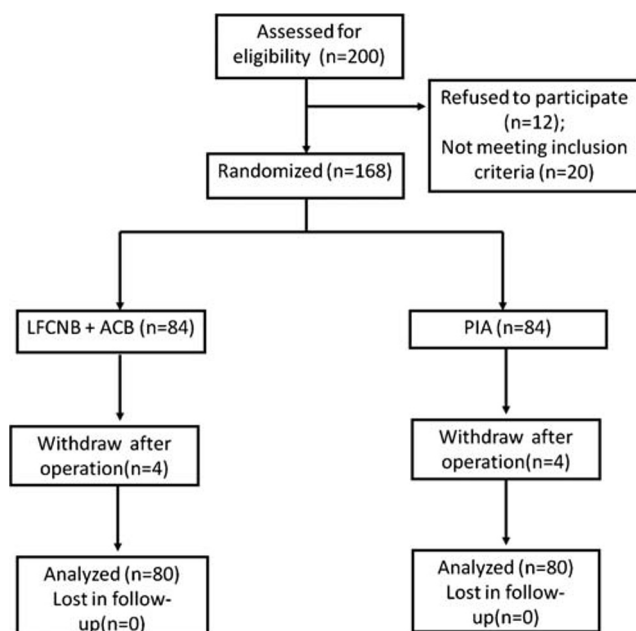 Assessed for
eligibility (n=200)
Refused to participate
(n=12);
Not meeting inclusion
criteria (n=20)
Randomized (n=168)
LFCNB + ACB (n=84)
PIA (n=84)
Withdraw after
operation(n=4)
Withdraw after
operation(n=4)
Analyzed (n=80)
Lost in follow-
up(n=0)
Analyzed (n=80)
Lost in follow-
up(n=0)